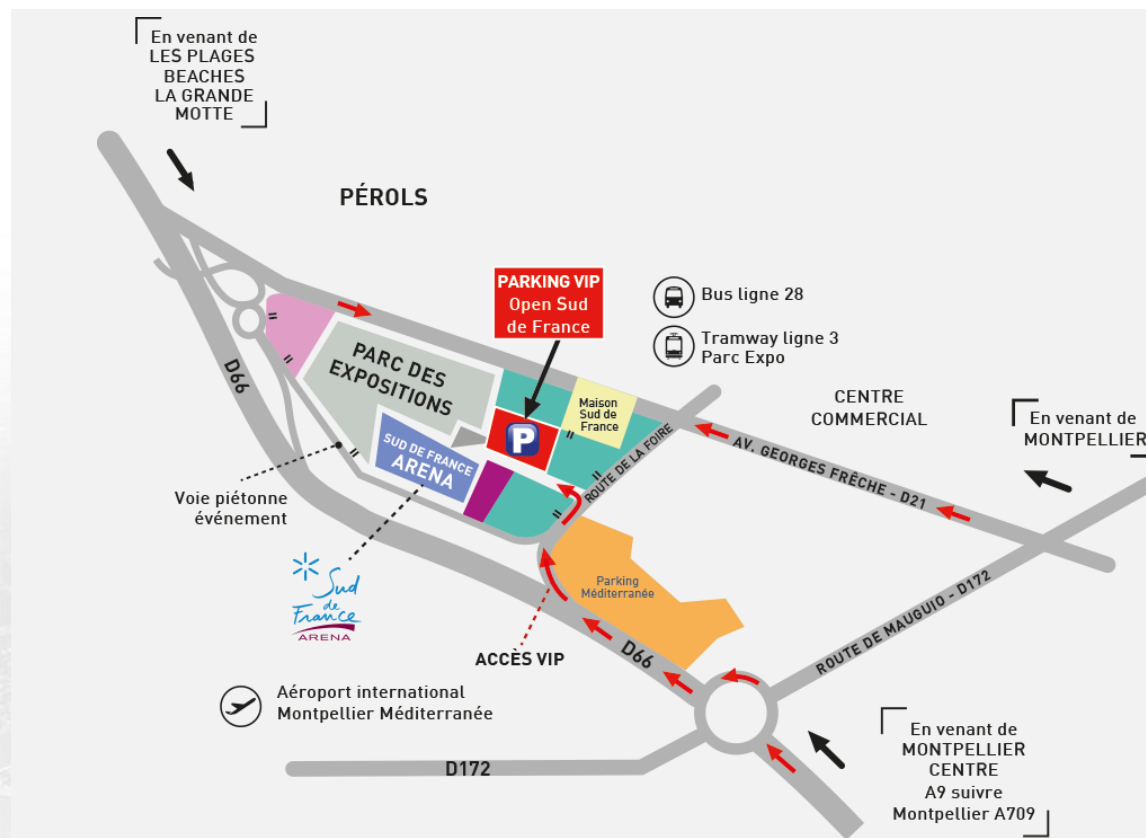 En venant de
LES PLAGES
BEACHES
LA GRANDE
MOTTE
PÉROLS
PARKING VIP
Open Sud
de France
Bus ligne 28
Tramway ligne 3
Parc Expo
CENTRE
COMMERCIAL
En venant de
MONTPELLIER
D66
PARC DES
EXPOSITIONS
Maison
Sud de
France
P
SUD DE FRANCE
ARENA
ROUTE DE LA FOIRE
AV. GEORGES FRÊCHE - D21
Voie piétonne
événement
Sud
de
France
ARENA
Parking
Méditerranée
ROUTE DE MAUGUIO - D172
ACCÈS VIP
D66
Aéroport international
Montpellier Méditerranée
D172
En venant de
MONTPELLIER
CENTRE
A9 suivre
Montpellier A709